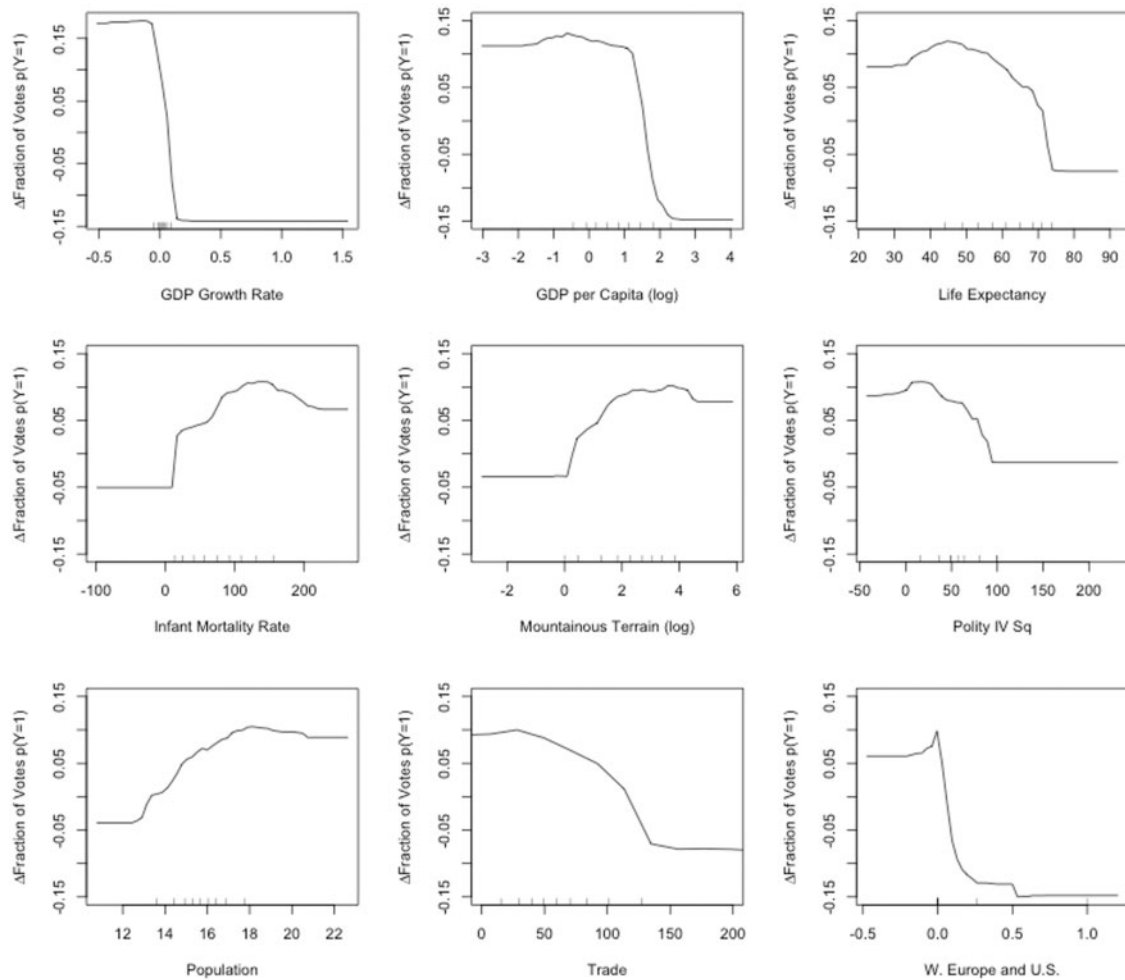 ΔFraction of Votes p(Y=1)
0.15
0.05
-0.05
-0.15
-0.5 0.0 0.5 1.0 1.5
GDP Growth Rate
ΔFraction of Votes p(Y=1)
0.15
0.05
-0.05
-0.15
-3 -2 -1 0 1 2 3 4
GDP per Capita (log)
ΔFraction of Votes p(Y=1)
0.15
0.05
-0.05
-0.15
20 30 40 50 60 70 80 90
Life Expectancy
ΔFraction of Votes p(Y=1)
0.15
0.05
-0.05
-0.15
-100 0 100 200
Infant Mortality Rate
ΔFraction of Votes p(Y=1)
0.15
0.05
-0.05
-0.15
-2 0 2 4 6
Mountainous Terrain (log)
ΔFraction of Votes p(Y=1)
0.15
0.05
-0.05
-0.15
-50 0 50 100 200
Polity IV Sq
ΔFraction of Votes p(Y=1)
0.15
0.05
-0.05
-0.15
12 14 16 18 20 22
Population
ΔFraction of Votes p(Y=1)
0.15
0.05
-0.05
-0.15
0 50 100 150 200
Trade
ΔFraction of Votes p(Y=1)
0.15
0.05
-0.05
-0.15
-0.5 0.0 0.5 1.0
W. Europe and U.S.